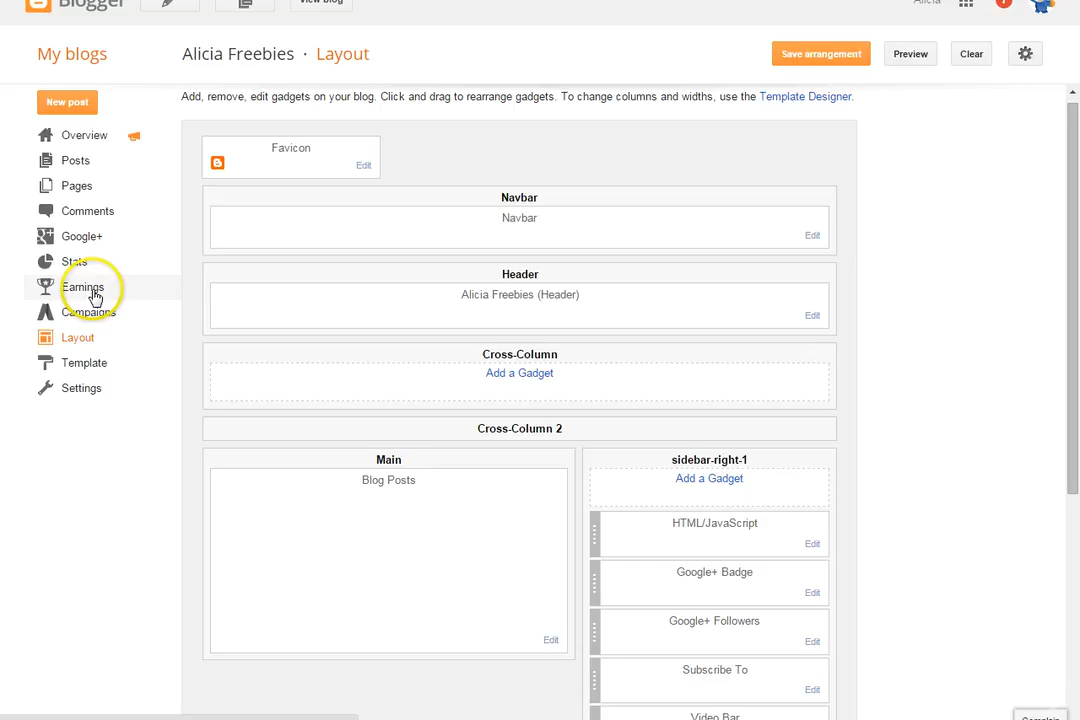 Blogger
View blog
Alicia
My blogs
Alicia Freebies · Layout
Save arrangement
Preview
Clear
New post
Add, remove, edit gadgets on your blog. Click and drag to rearrange gadgets. To change columns and widths, use the Template Designer.
Overview
Posts
Pages
Comments
Google+
Stats
Earnings
Campaigns
Layout
Template
Settings
Favicon
Edit
Navbar
Navbar
Edit
Header
Alicia Freebies (Header)
Edit
Cross-Column
Add a Gadget
Cross-Column 2
Main
Blog Posts
Edit
sidebar-right-1
Add a Gadget
HTML/JavaScript
Edit
Google+ Badge
Edit
Google+ Followers
Edit
Subscribe To
Edit
Video Bar